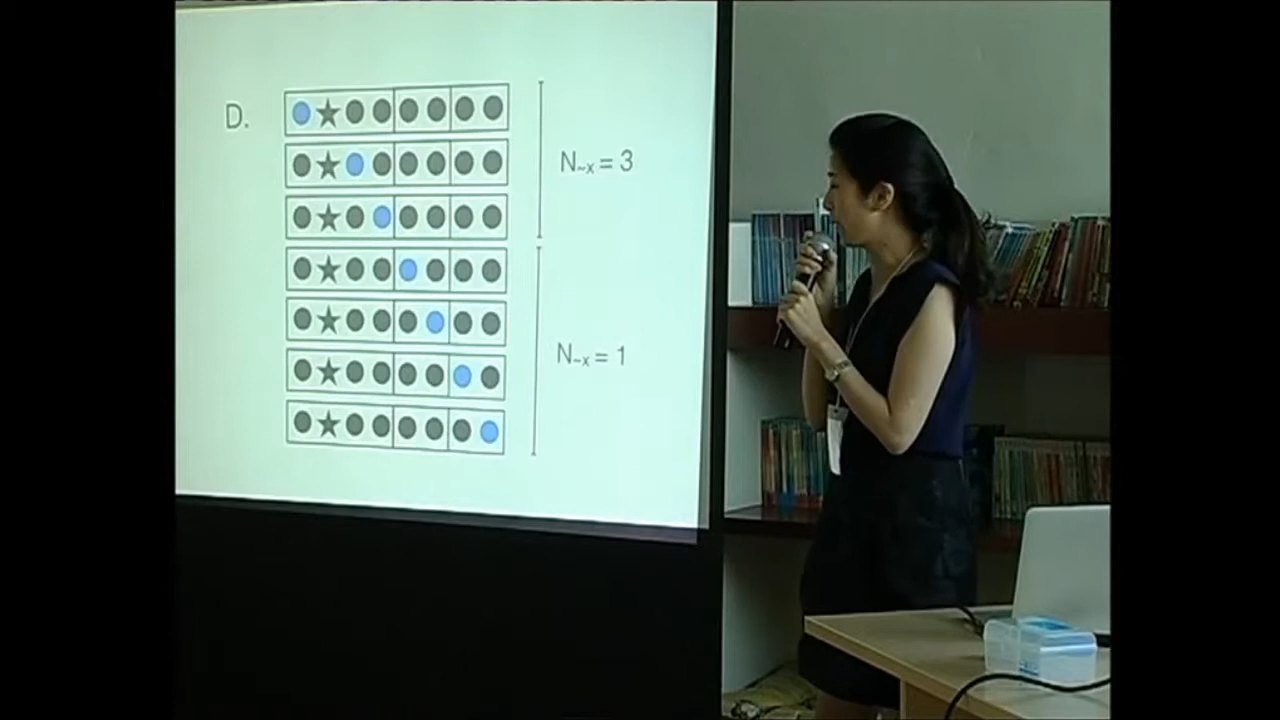 D.
N~x = 3
N~x = 1